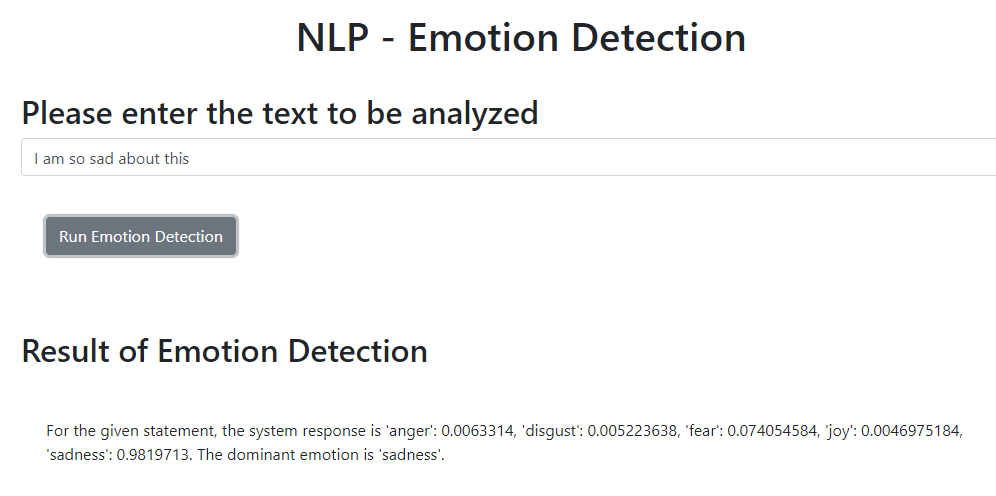 NLP - Emotion Detection
Please enter the text to be analyzed
I am so sad about this
Run Emotion Detection
Result of Emotion Detection
For the given statement, the system response is 'anger': 0.0063314, 'disgust': 0.005223638, 'fear': 0.074054584, 'joy': 0.0046975184,
'sadness': 0.9819713. The dominant emotion is 'sadness'.